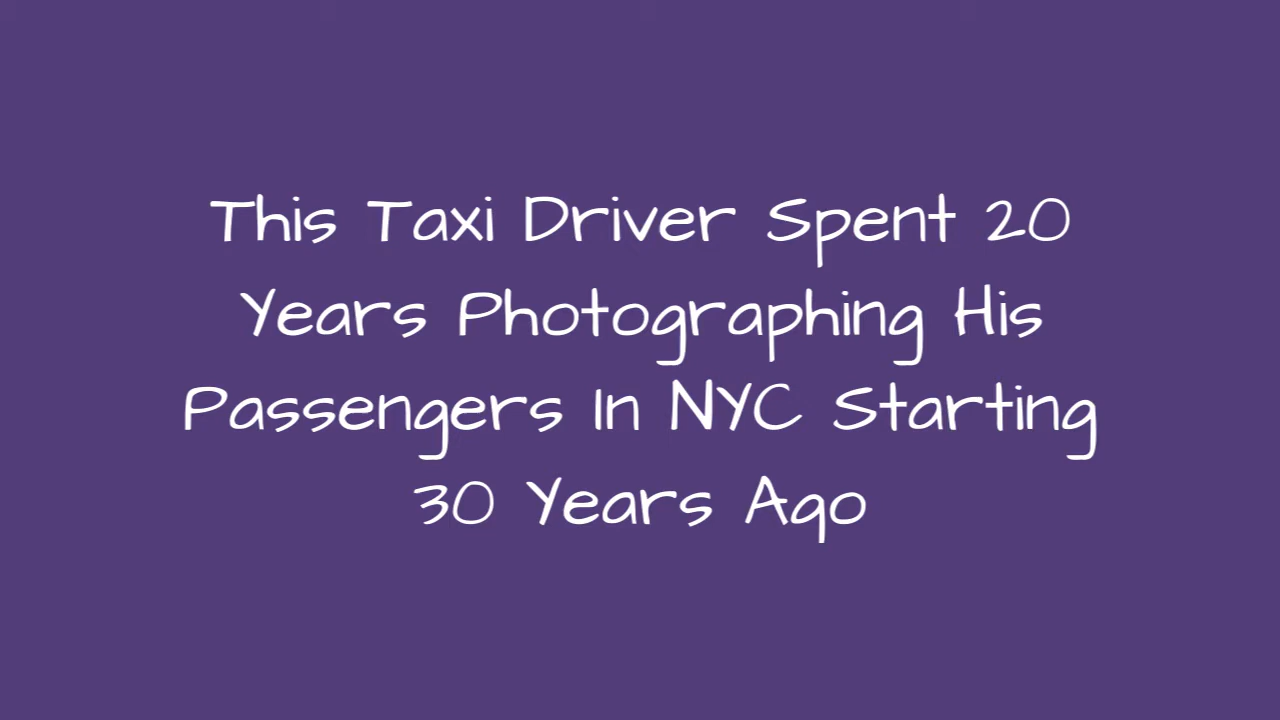 This Taxi Driver Spent 20
Years Photographing His
Passengers In NYC Starting
30 Years Ago